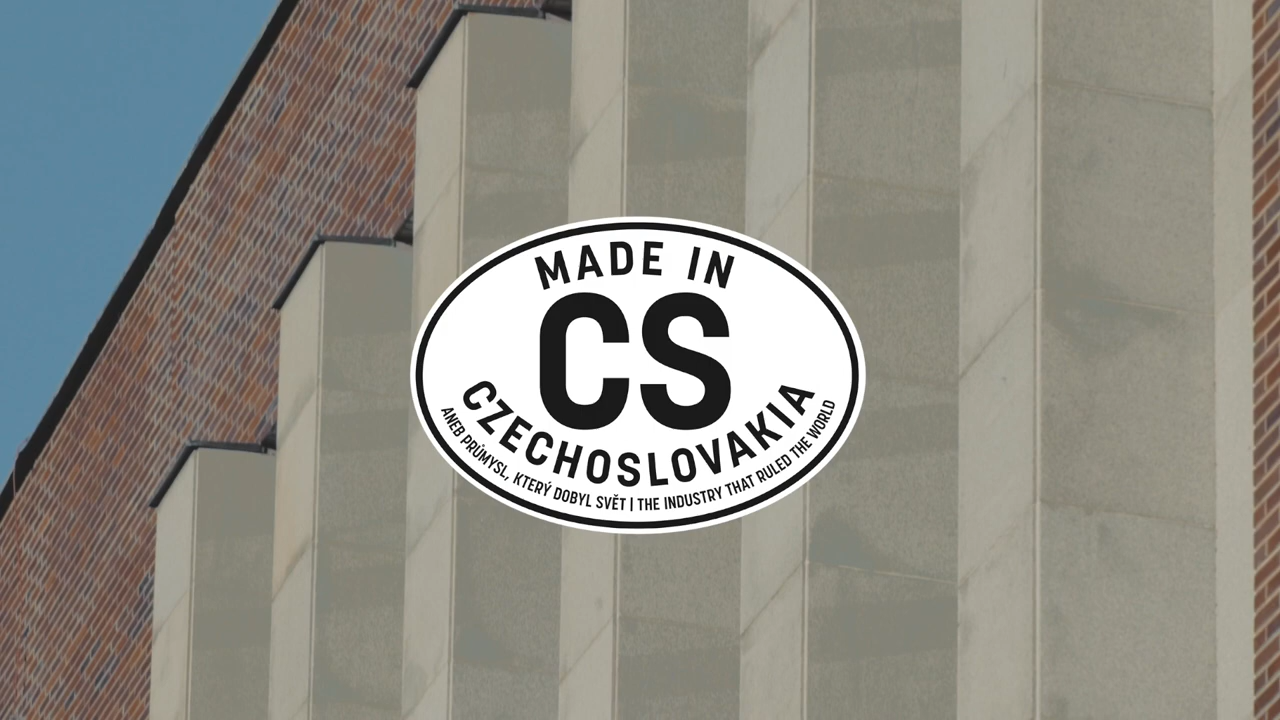 MADE IN
CS
CZECHOSLOVAKIA
ANEB PRŮMYSL, KTERÝ DOBYL SVĚT | THE INDUSTRY THAT RULED THE WORLD